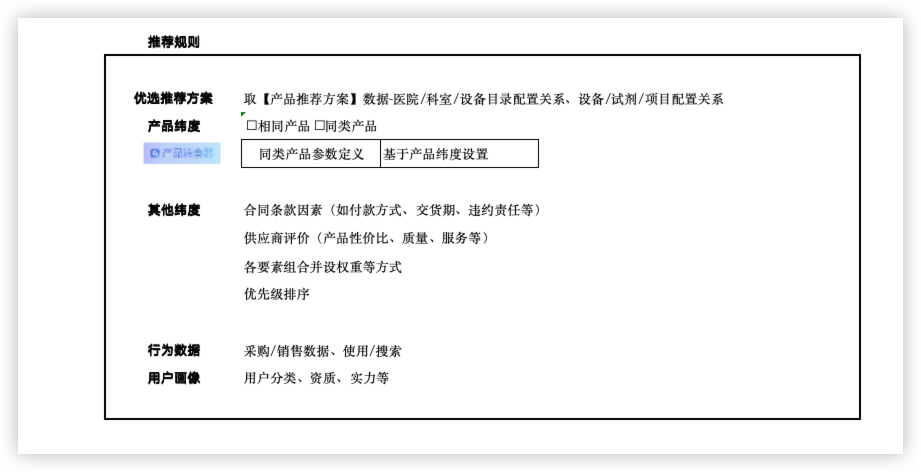 推荐规则
优选推荐方案 取【产品推荐方案】数据-医院/科室/设备目录配置关系、设备/试剂/项目配置关系
产品纬度 □相同产品 □同类产品
同类产品参数定义 基于产品纬度设置
其他纬度 合同条款因素（如付款方式、交货期、违约责任等）
供应商评价（产品性价比、质量、服务等）
各要素组合并设权重等方式
优先级排序
行为数据 采购/销售数据、使用/搜索
用户画像 用户分类、资质、实力等